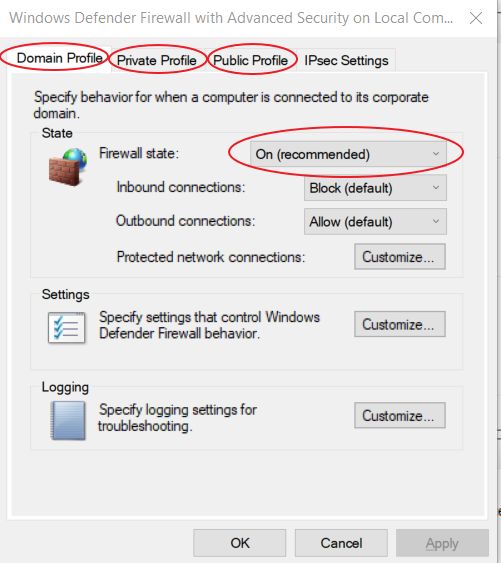 Windows Defender Firewall with Advanced Security on Local Com...
Domain Profile Private Profile Public Profile IPsec Settings
Specify behavior for when a computer is connected to its corporate
domain.
State
Firewall state: On (recommended)
Inbound connections: Block (default)
Outbound connections: Allow (default)
Protected network connections: Customize...
Settings
Specify settings that control Windows
Defender Firewall behavior.
Customize...
Logging
Specify logging settings for
troubleshooting.
Customize...
OK Cancel Apply